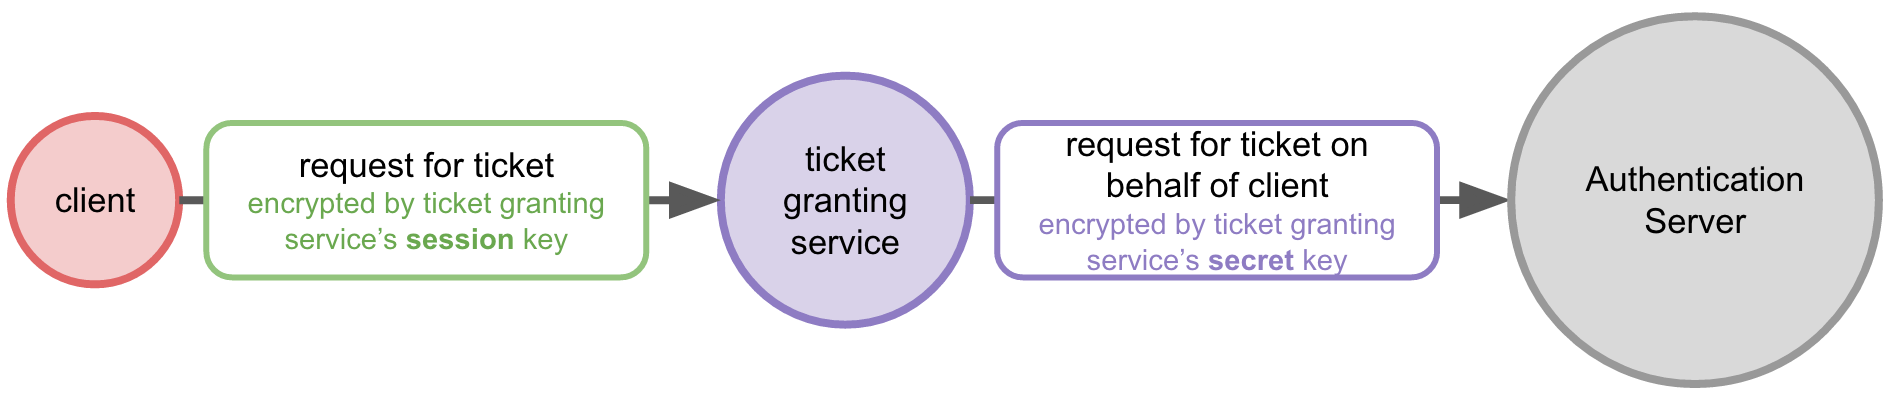 client
request for ticket
encrypted by ticket granting
service's session key
ticket
granting
service
request for ticket on
behalf of client
encrypted by ticket granting
service's secret key
Authentication
Server